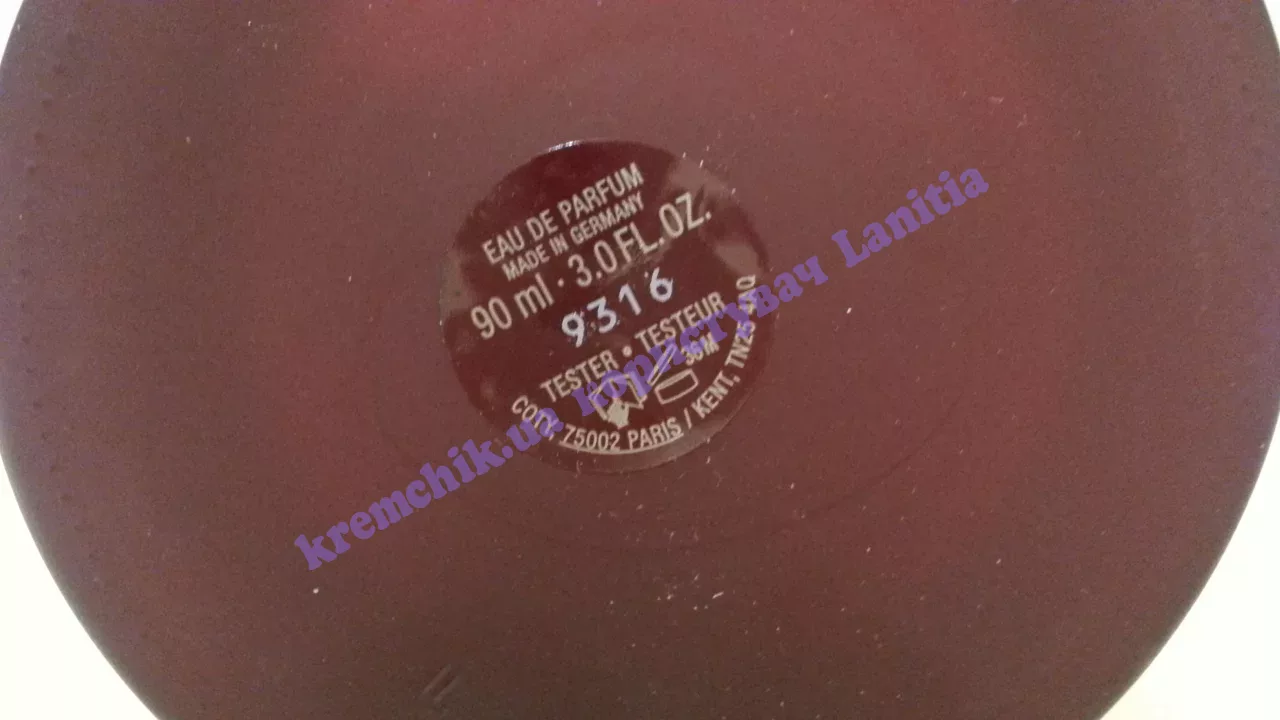 EAU DE PARFUM
MADE IN GERMANY
90 ml · 3.0 FL.OZ.
9316
TESTER • TESTEUR
36M
COTY, 75002 PARIS / KENT, TN25
kremchik.ua користувач Lanitia